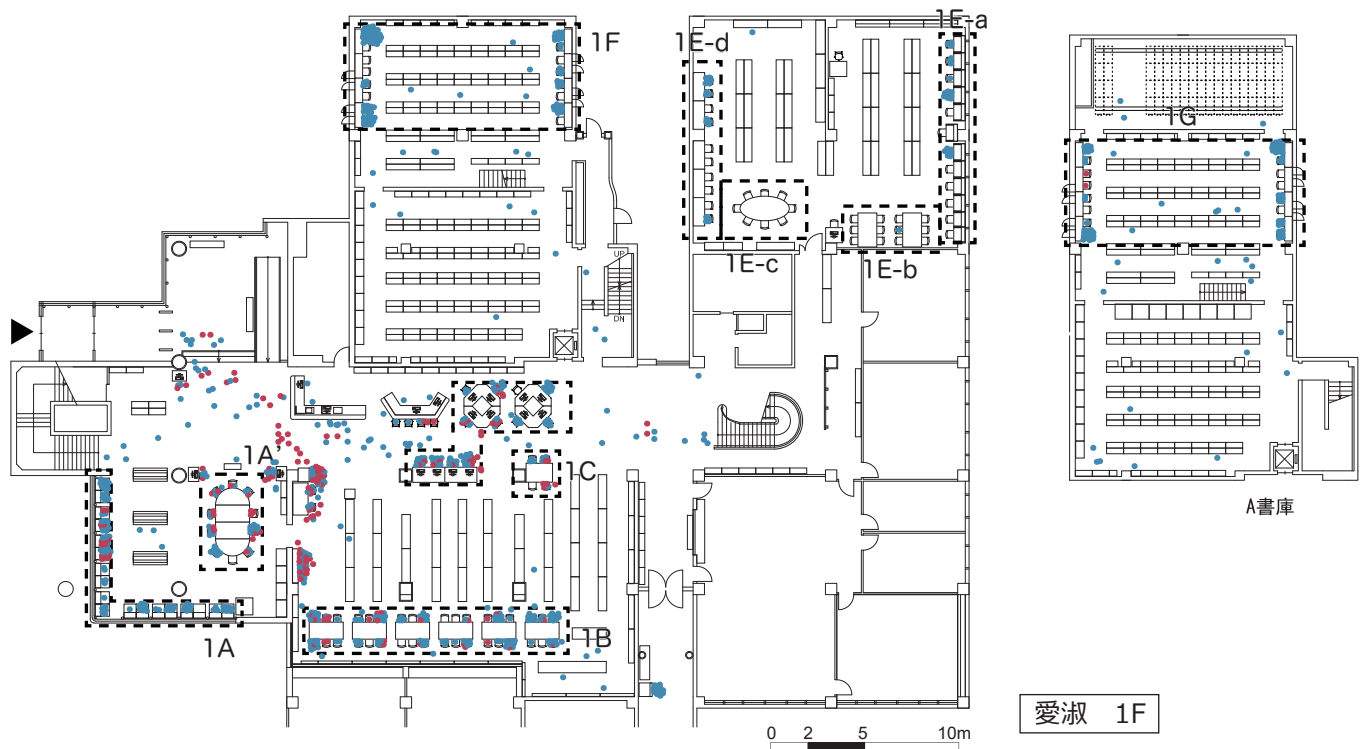 1E-a
1F
1E-d
1G
1E-c
1E-b
UP
DN
1A'
1C
A書庫
1B
1A
愛淑 1F
0 2 5 10m